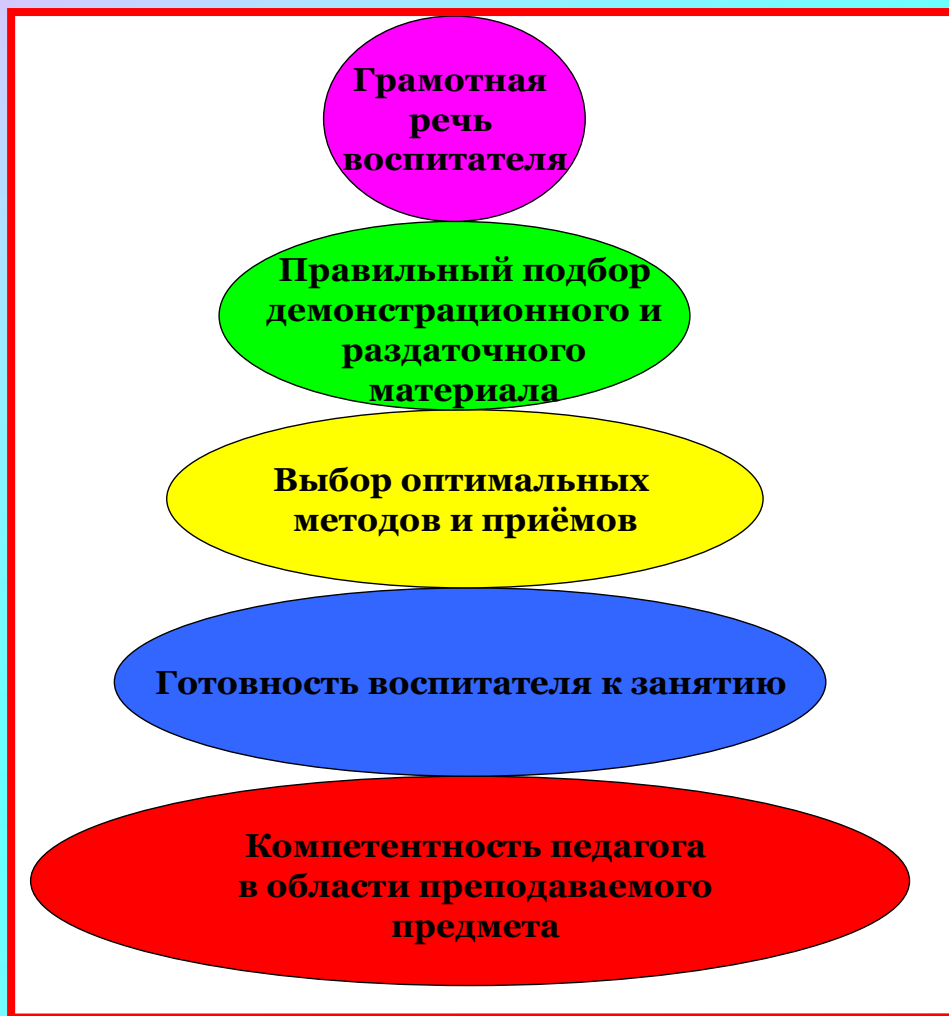 Грамотная
речь
воспитателя
Правильный подбор
демонстрационного и
раздаточного
материала
Выбор оптимальных
методов и приёмов
Готовность воспитателя к занятию
Компетентность педагога
в области преподаваемого
предмета